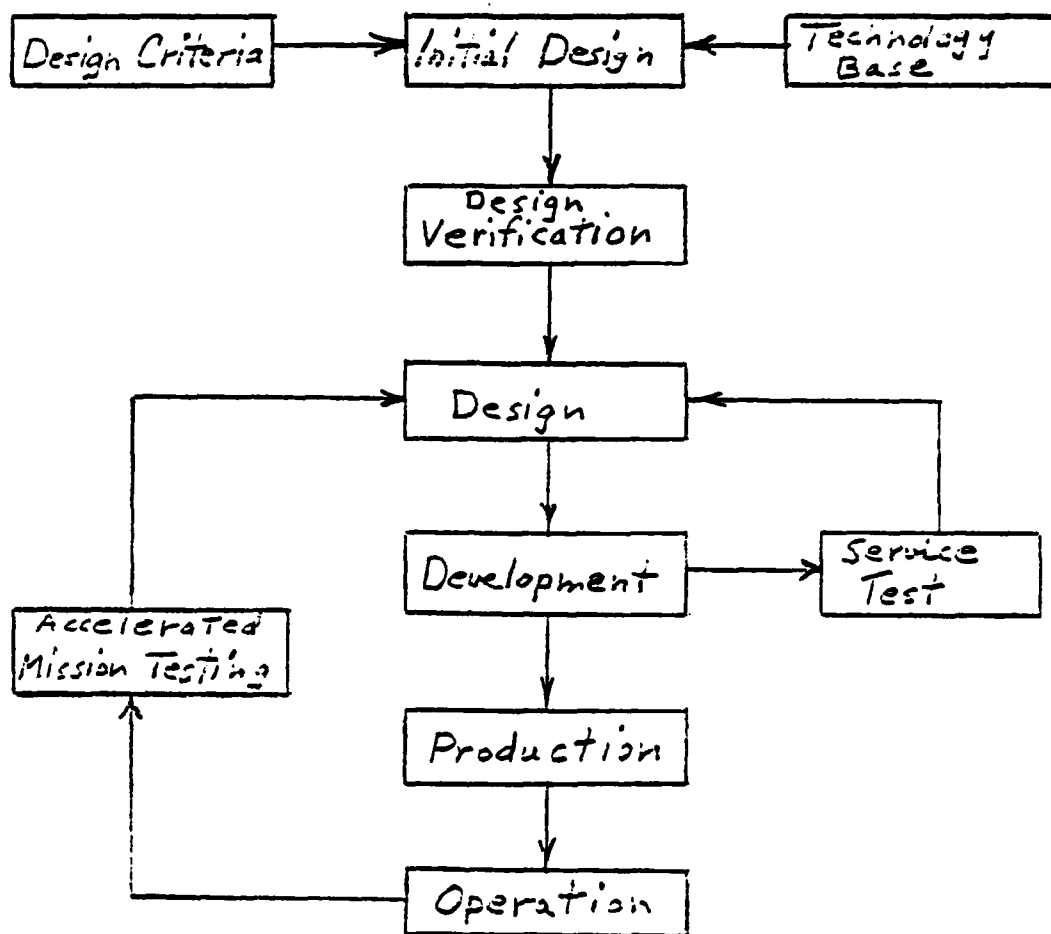 Design Criteria
Initial Design
Technology
Base
Design
Verification
Design
Development
Service
Test
Accelerated
Mission Testing
Production
Operation